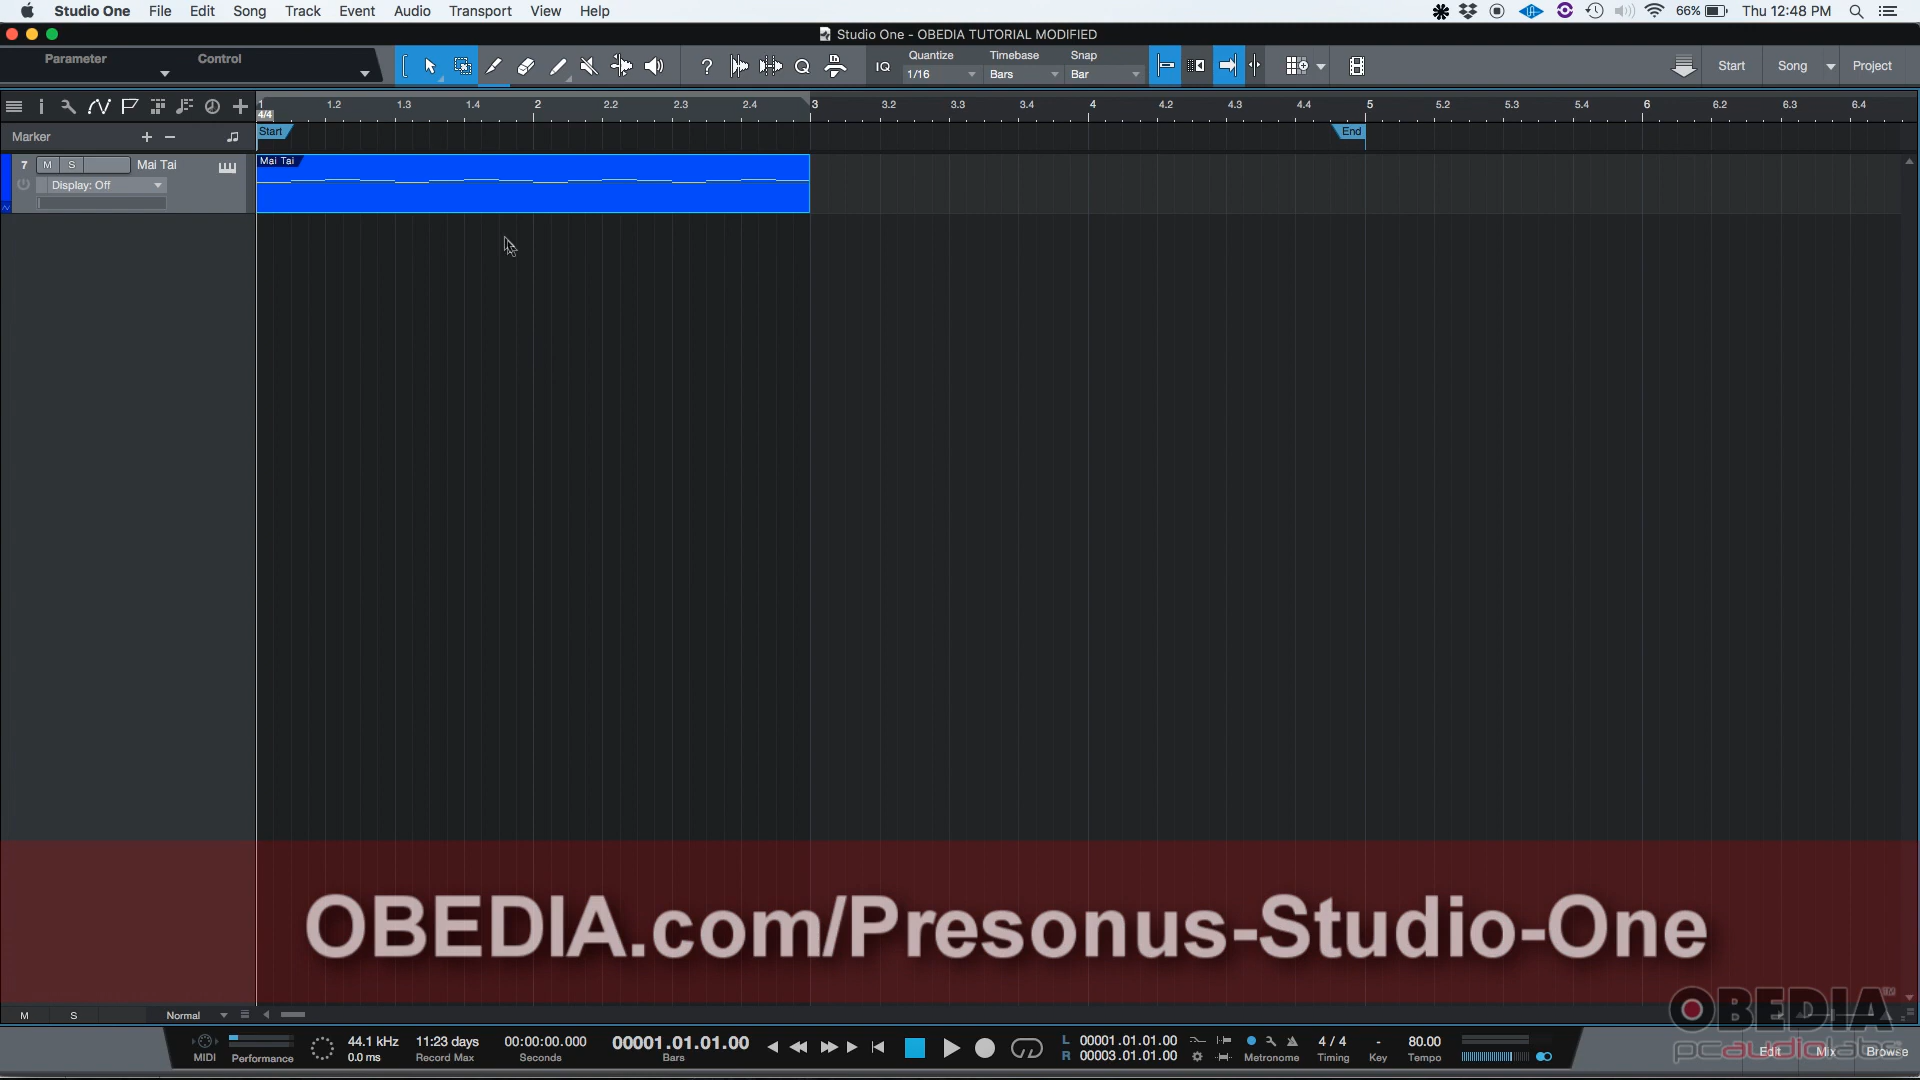 Studio One File Edit Song Track Event Audio Transport View Help 66% Thu 12:48 PM
Studio One - OBEDIA TUTORIAL MODIFIED
Parameter Control
? IQ Quantize Timebase Snap
1/16 Bars Bar
Start Song Project
1 1.2 1.3 1.4 2 2.2 2.3 2.4 3 3.2 3.3 3.4 4 4.2 4.3 4.4 5 5.2 5.3 5.4 6 6.2 6.3 6.4
4/4
Marker + - Start End
7 M S Mai Tai Mai Tai
Display: Off
OBEDIA.com/Presonus-Studio-One
M S Normal
OBEDIA
pcaudiolabs
MIDI Performance
44.1 kHz 11:23 days 00:00:00.000 00001.01.01.00
0.0 ms Record Max Seconds Bars
L 00001.01.01.00
R 00003.01.01.00
Metronome
4 / 4 - 80.00
Timing Key Tempo
Edit Mix Browse